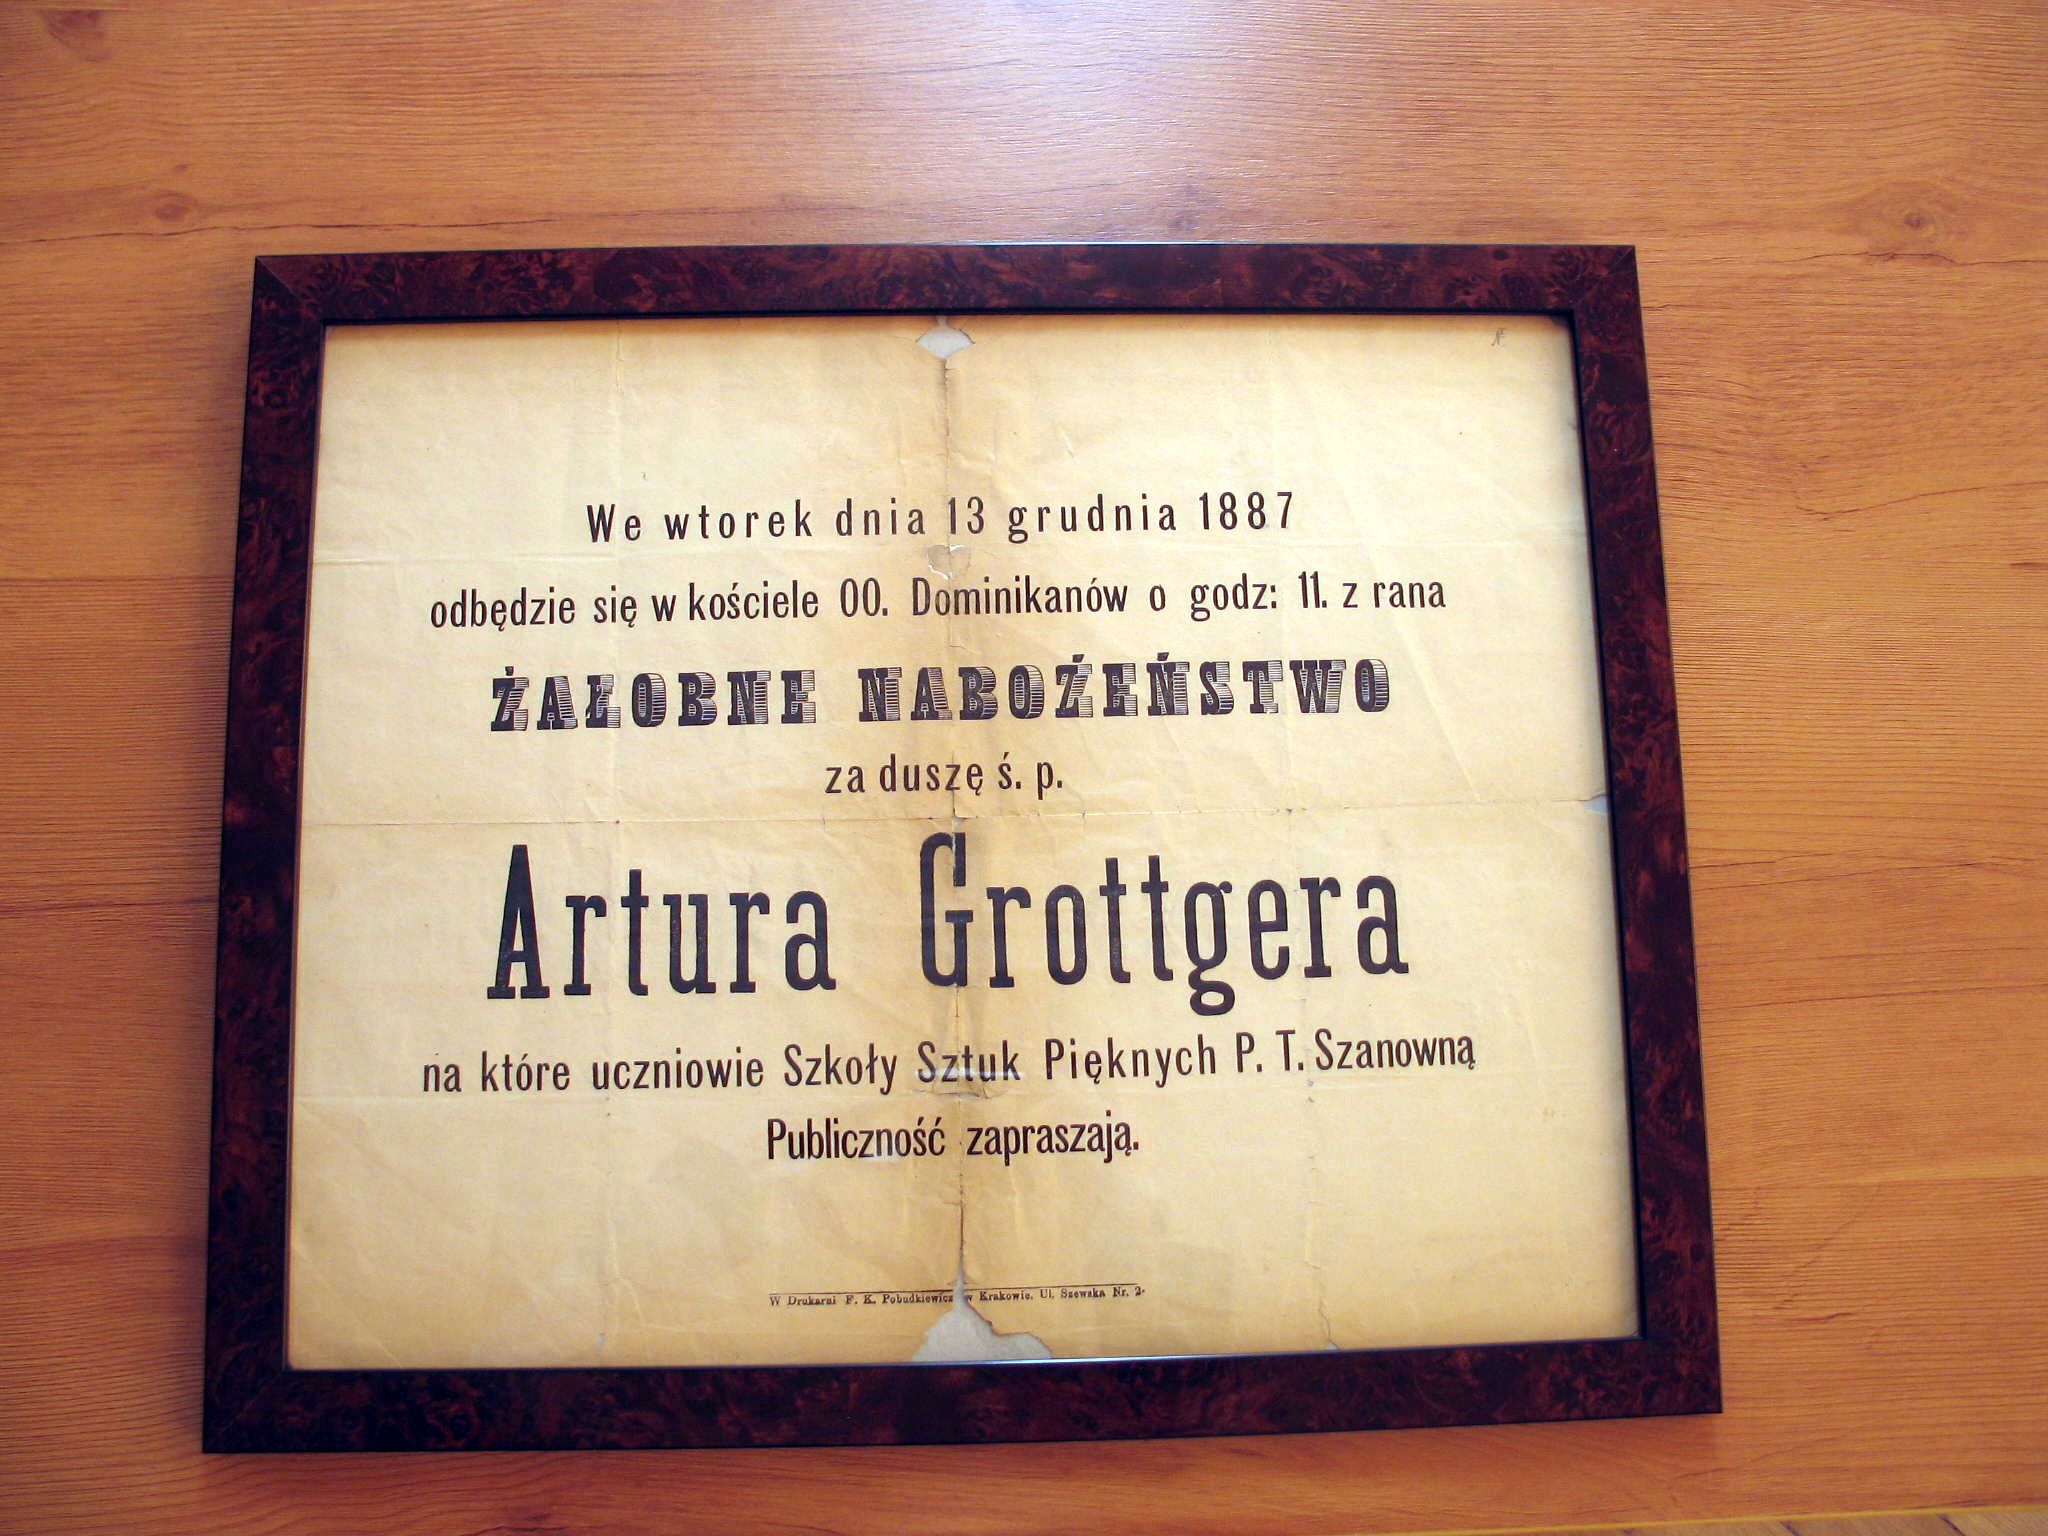 We wtorek dnia 13 grudnia 1887
odbędzie się w kościele OO. Dominikanów o godz: 11. z rana
ŻAŁOBNE NABOŻEŃSTWO
za duszę ś. p.
Artura Grottgera
na które uczniowie Szkoły Sztuk Pięknych P. T. Szanowną
Publiczność zapraszają.
W Drukarni F. K. Pobudkiewicza w Krakowie. Ul. Szewska Nr. 2.